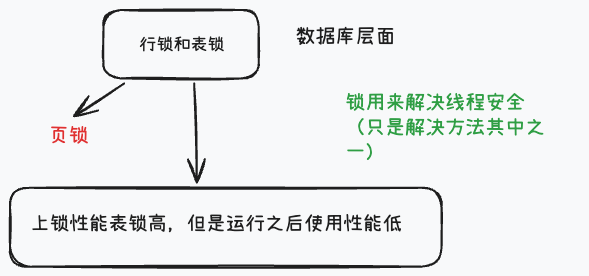 行锁和表锁
数据库层面
锁用来解决线程安全
（只是解决方法其中之
一）
页锁
上锁性能表锁高，但是运行之后使用性能低